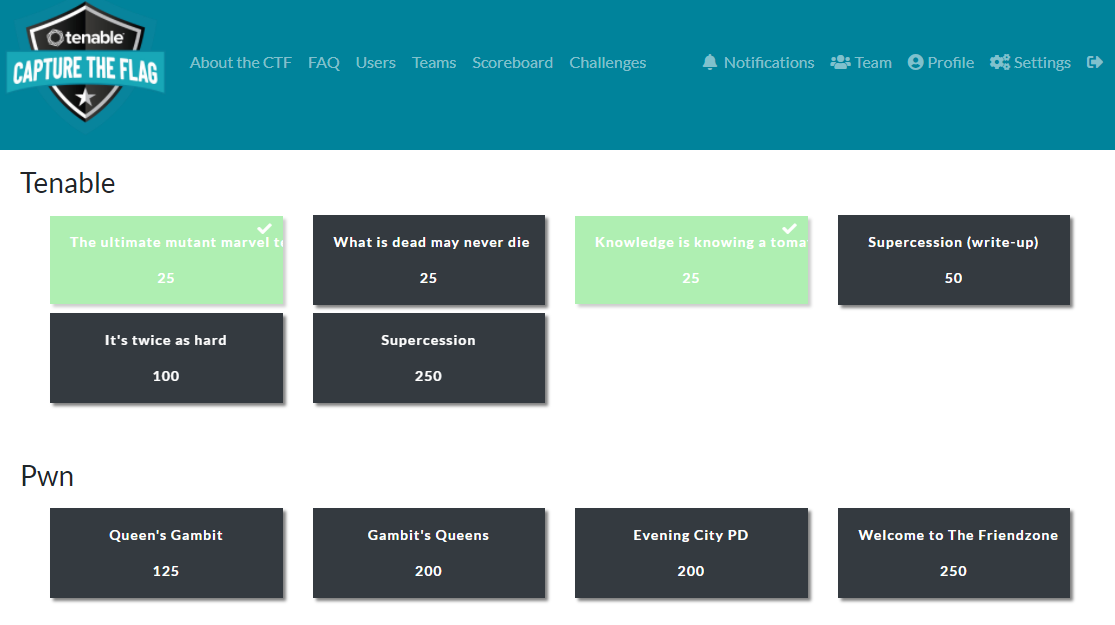 tenable
CAPTURE THE FLAG
About the CTF FAQ Users Teams Scoreboard Challenges Notifications Team Profile Settings
Tenable
The ultimate mutant marvel
25
What is dead may never die
25
Knowledge is knowing a toma
25
Supercession (write-up)
50
It's twice as hard
100
Supercession
250
Pwn
Queen's Gambit
125
Gambit's Queens
200
Evening City PD
200
Welcome to The Friendzone
250